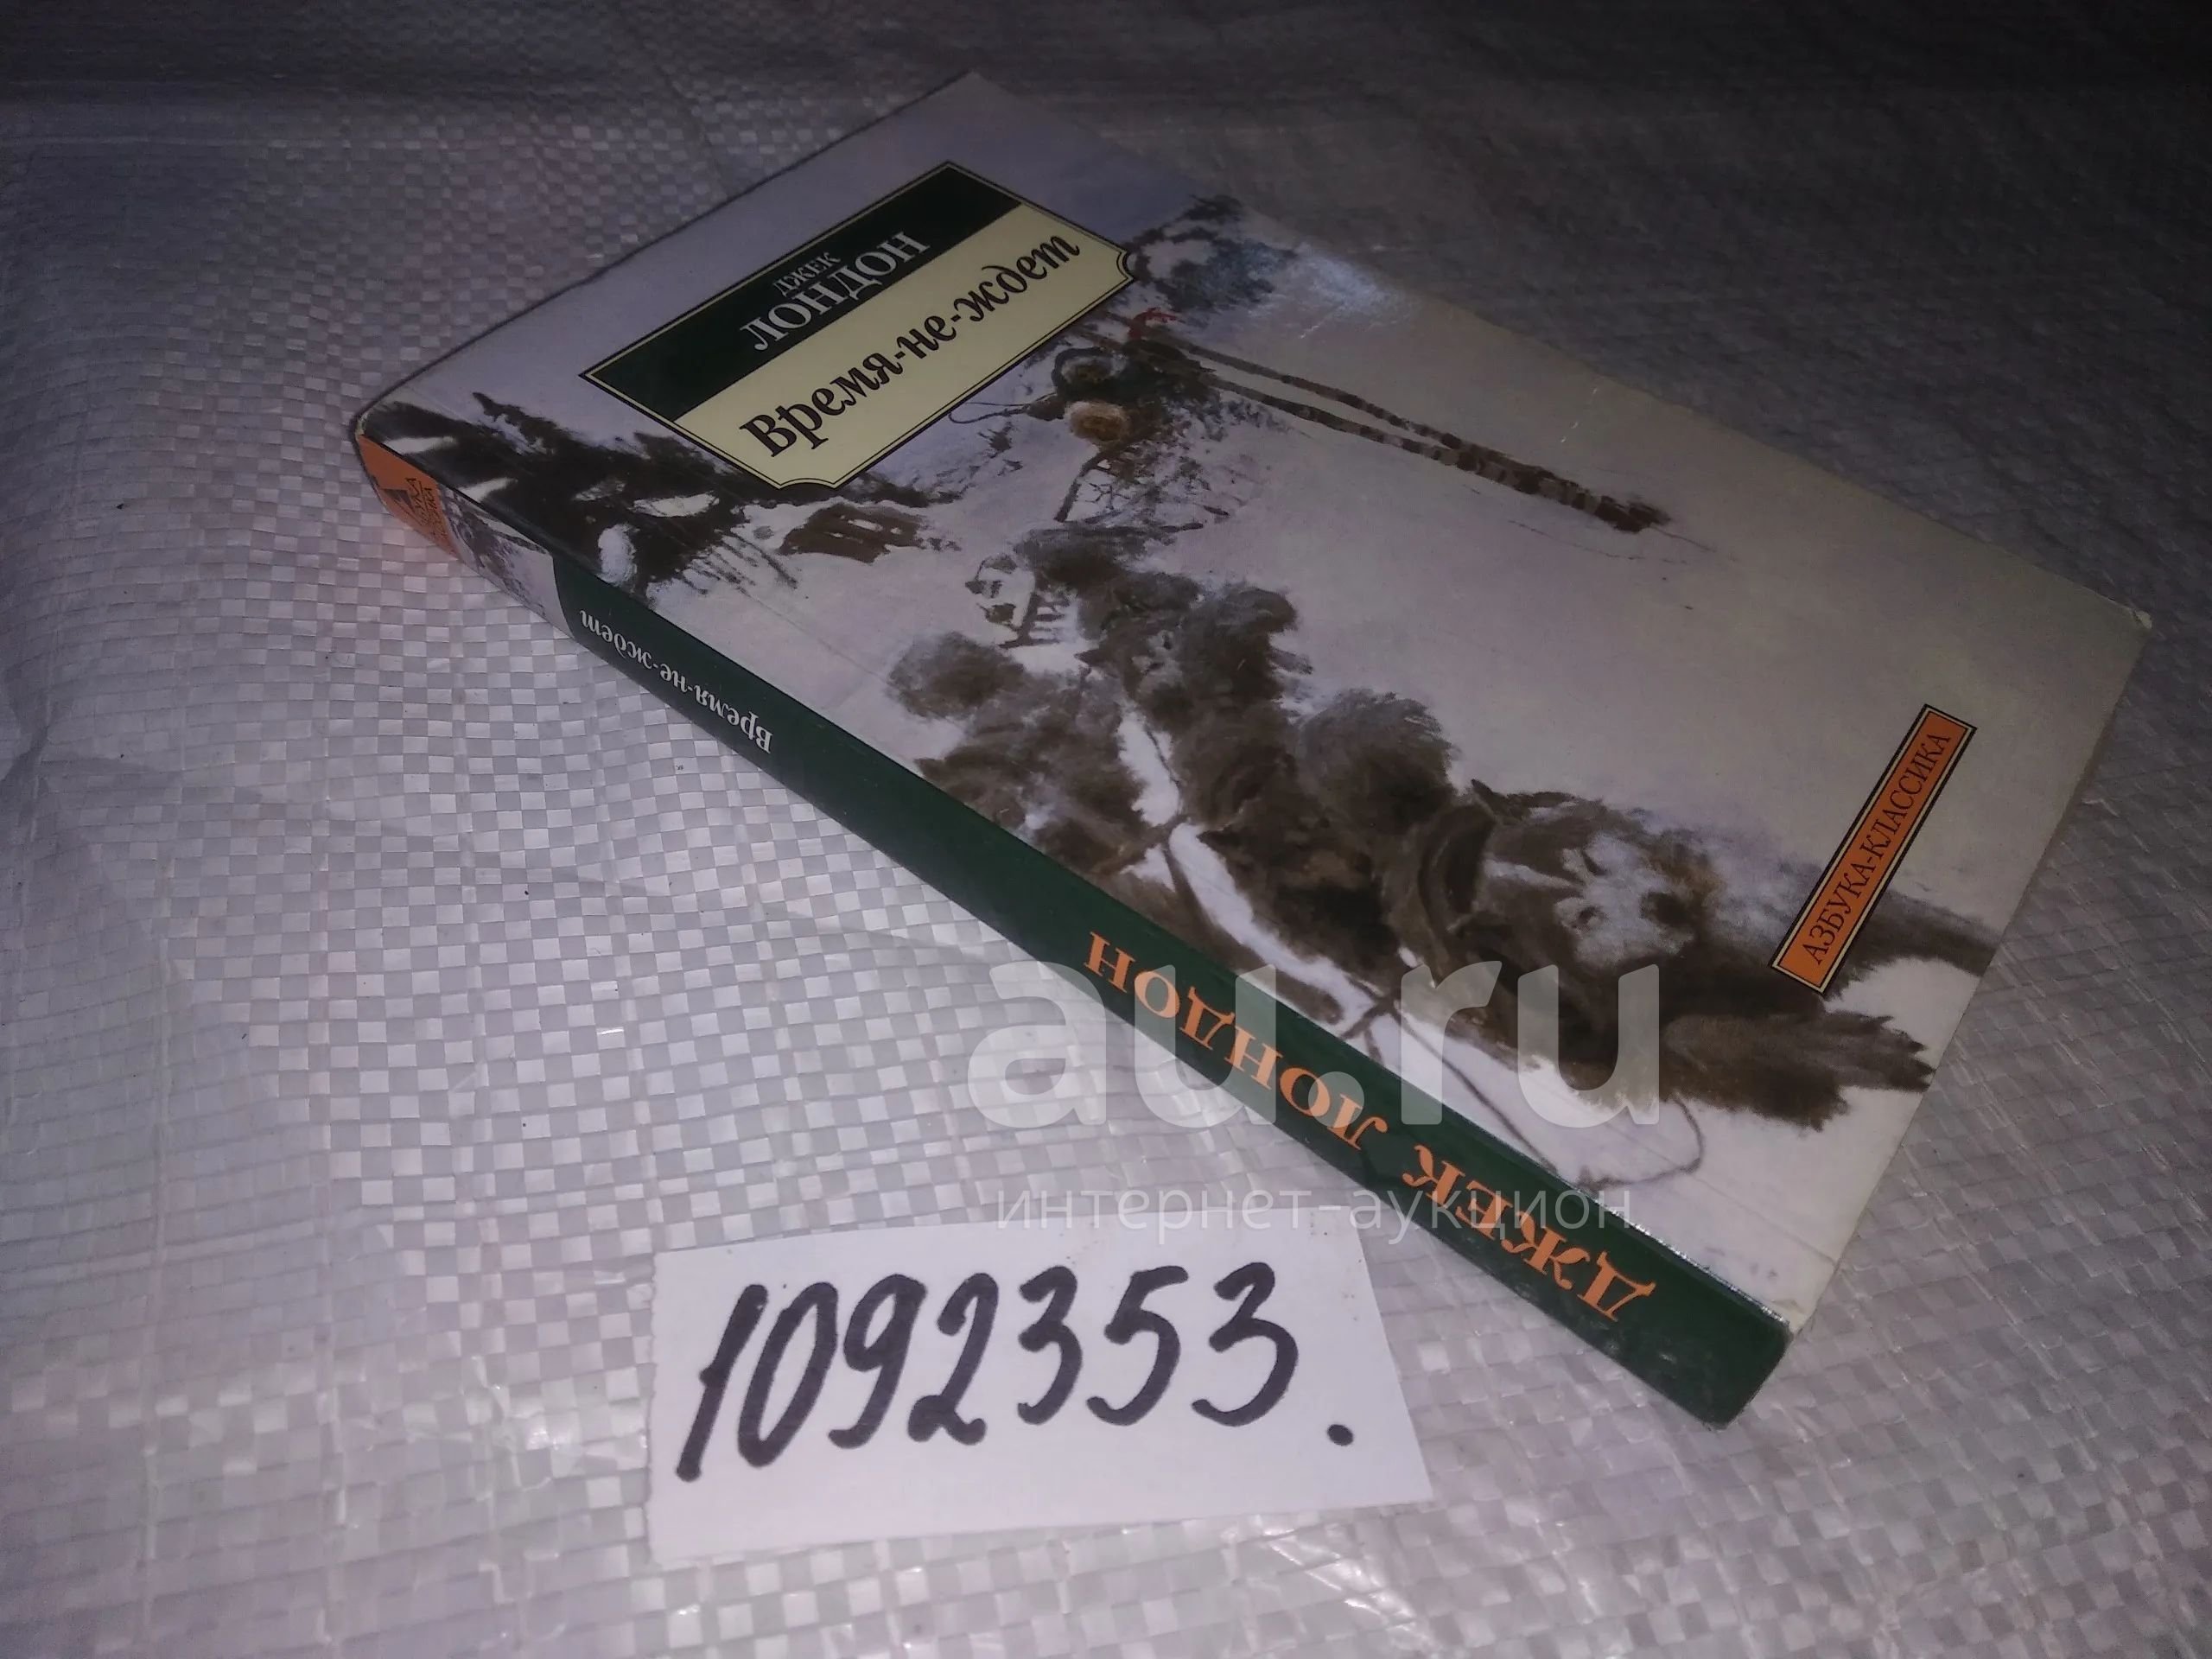 ДЖЕК
ЛОНДОН
Время-не-ждет
АЗБУКА-КЛАССИКА
Время-не-ждет
ДЖЕК ЛОНДОН
au.ru
интернет-аукцион
1092353.